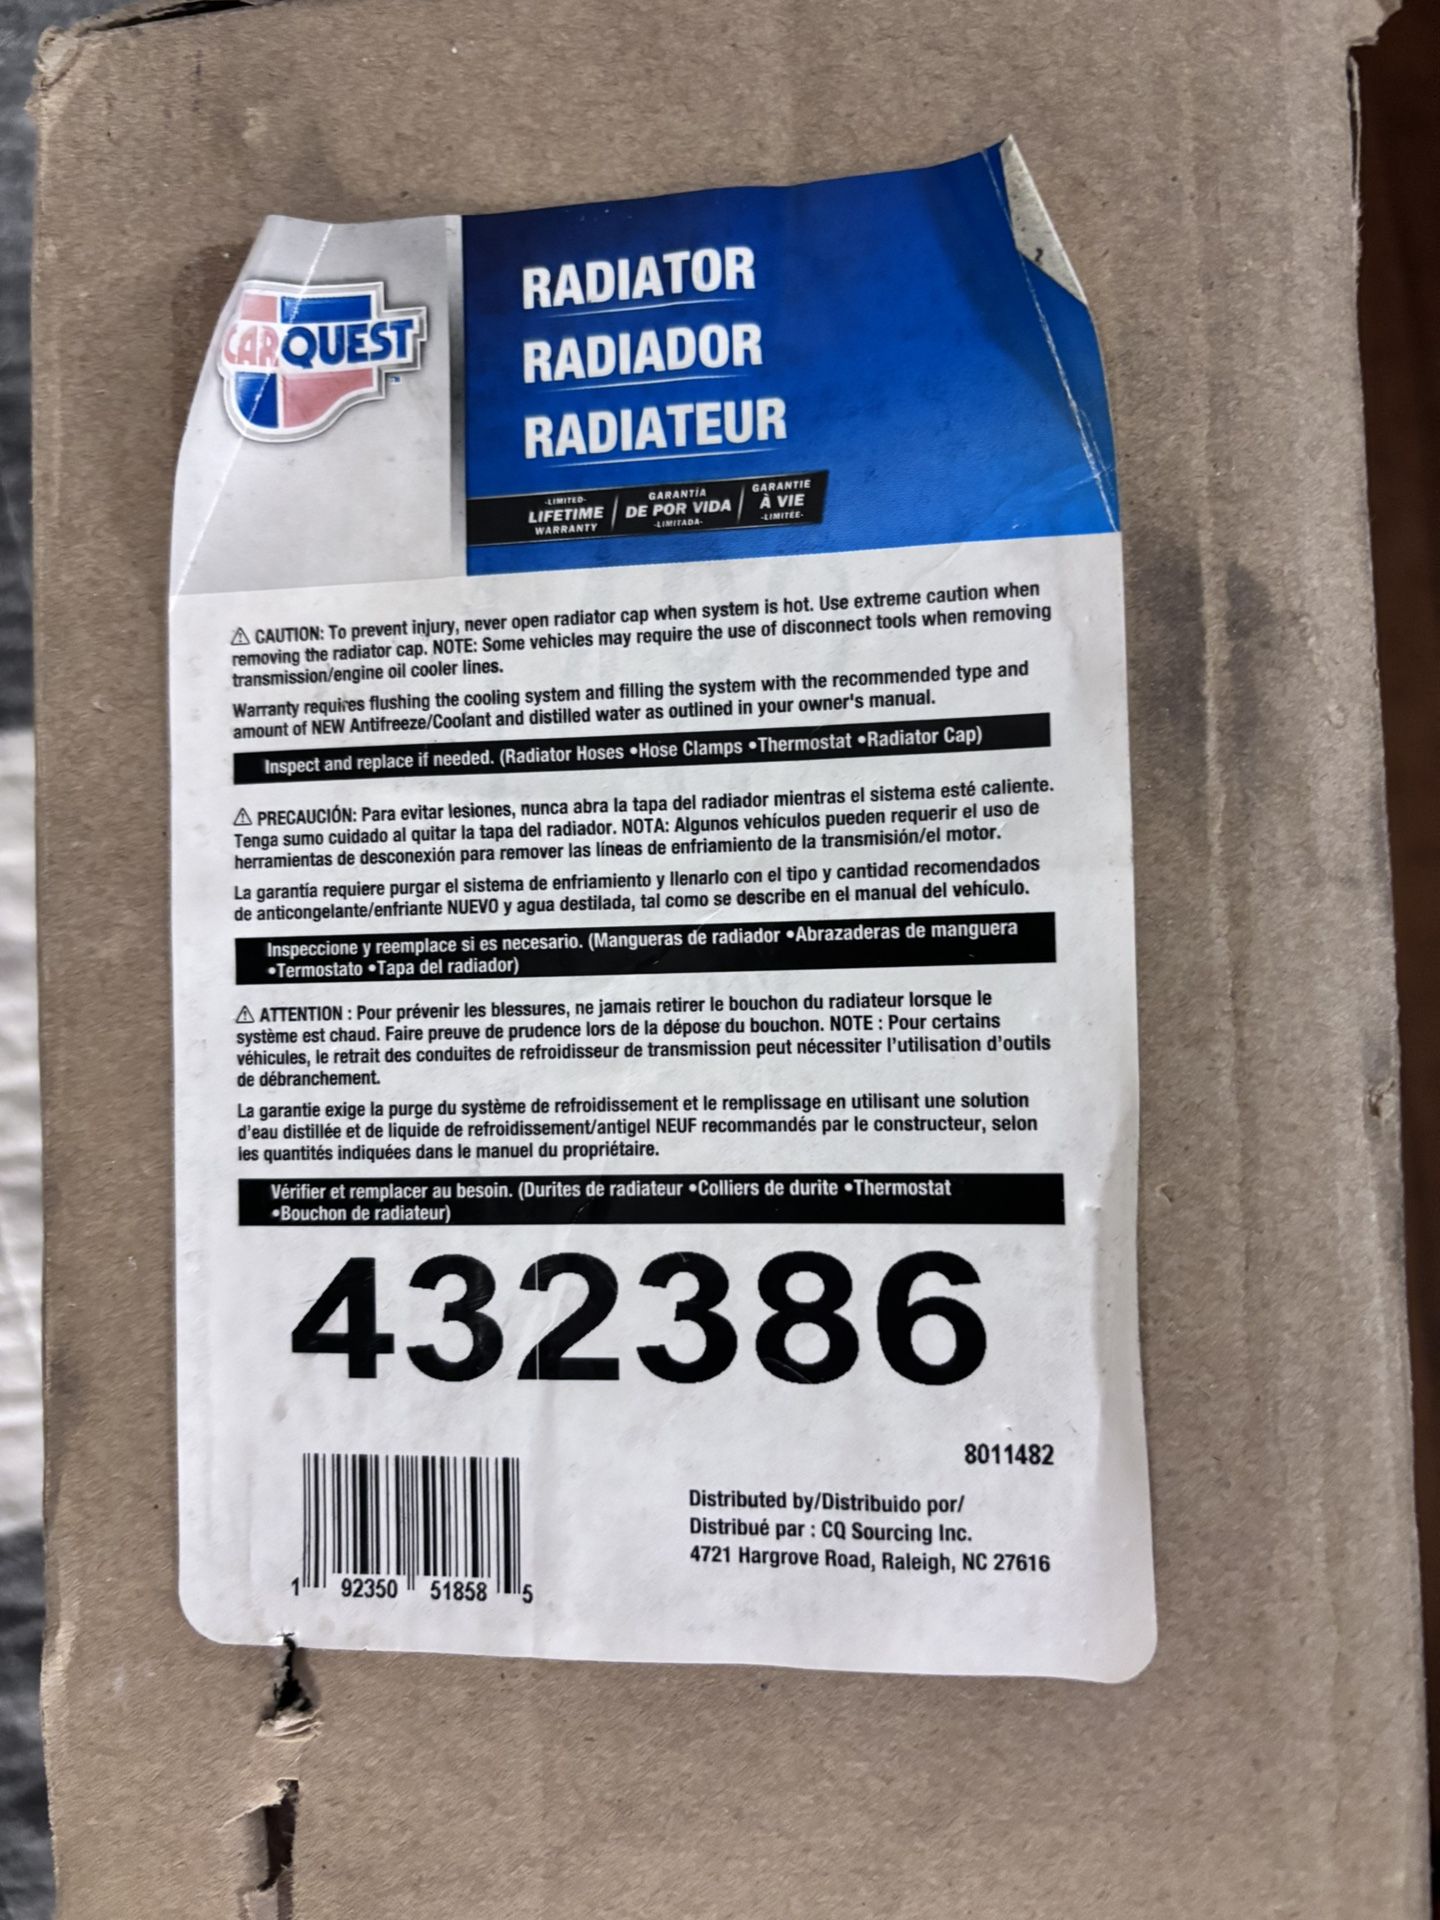 CARQUEST
RADIATOR
RADIADOR
RADIATEUR
-LIMITED-
LIFETIME
WARRANTY
GARANTÍA
DE POR VIDA
-LIMITADA-
GARANTIE
À VIE
-LIMITÉE-
⚠ CAUTION: To prevent injury, never open radiator cap when system is hot. Use extreme caution when
removing the radiator cap. NOTE: Some vehicles may require the use of disconnect tools when removing
transmission/engine oil cooler lines.
Warranty requires flushing the cooling system and filling the system with the recommended type and
amount of NEW Antifreeze/Coolant and distilled water as outlined in your owner's manual.
Inspect and replace if needed. (Radiator Hoses •Hose Clamps •Thermostat •Radiator Cap)
⚠ PRECAUCIÓN: Para evitar lesiones, nunca abra la tapa del radiador mientras el sistema esté caliente.
Tenga sumo cuidado al quitar la tapa del radiador. NOTA: Algunos vehículos pueden requerir el uso de
herramientas de desconexión para remover las líneas de enfriamiento de la transmisión/el motor.
La garantía requiere purgar el sistema de enfriamiento y llenarlo con el tipo y cantidad recomendados
de anticongelante/enfriante NUEVO y agua destilada, tal como se describe en el manual del vehículo.
Inspeccione y reemplace si es necesario. (Mangueras de radiador •Abrazaderas de manguera
•Termostato •Tapa del radiador)
⚠ ATTENTION : Pour prévenir les blessures, ne jamais retirer le bouchon du radiateur lorsque le
système est chaud. Faire preuve de prudence lors de la dépose du bouchon. NOTE : Pour certains
véhicules, le retrait des conduites de refroidisseur de transmission peut nécessiter l'utilisation d'outils
de débranchement.
La garantie exige la purge du système de refroidissement et le remplissage en utilisant une solution
d'eau distillée et de liquide de refroidissement/antigel NEUF recommandés par le constructeur, selon
les quantités indiquées dans le manuel du propriétaire.
Vérifier et remplacer au besoin. (Durites de radiateur •Colliers de durite •Thermostat
•Bouchon de radiateur)
432386
8011482
Distributed by/Distribuido por/
Distribué par : CQ Sourcing Inc.
4721 Hargrove Road, Raleigh, NC 27616
1 92350 51858 5